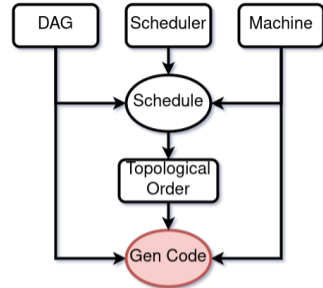 DAG
Scheduler
Machine
Schedule
Topological
Order
Gen Code